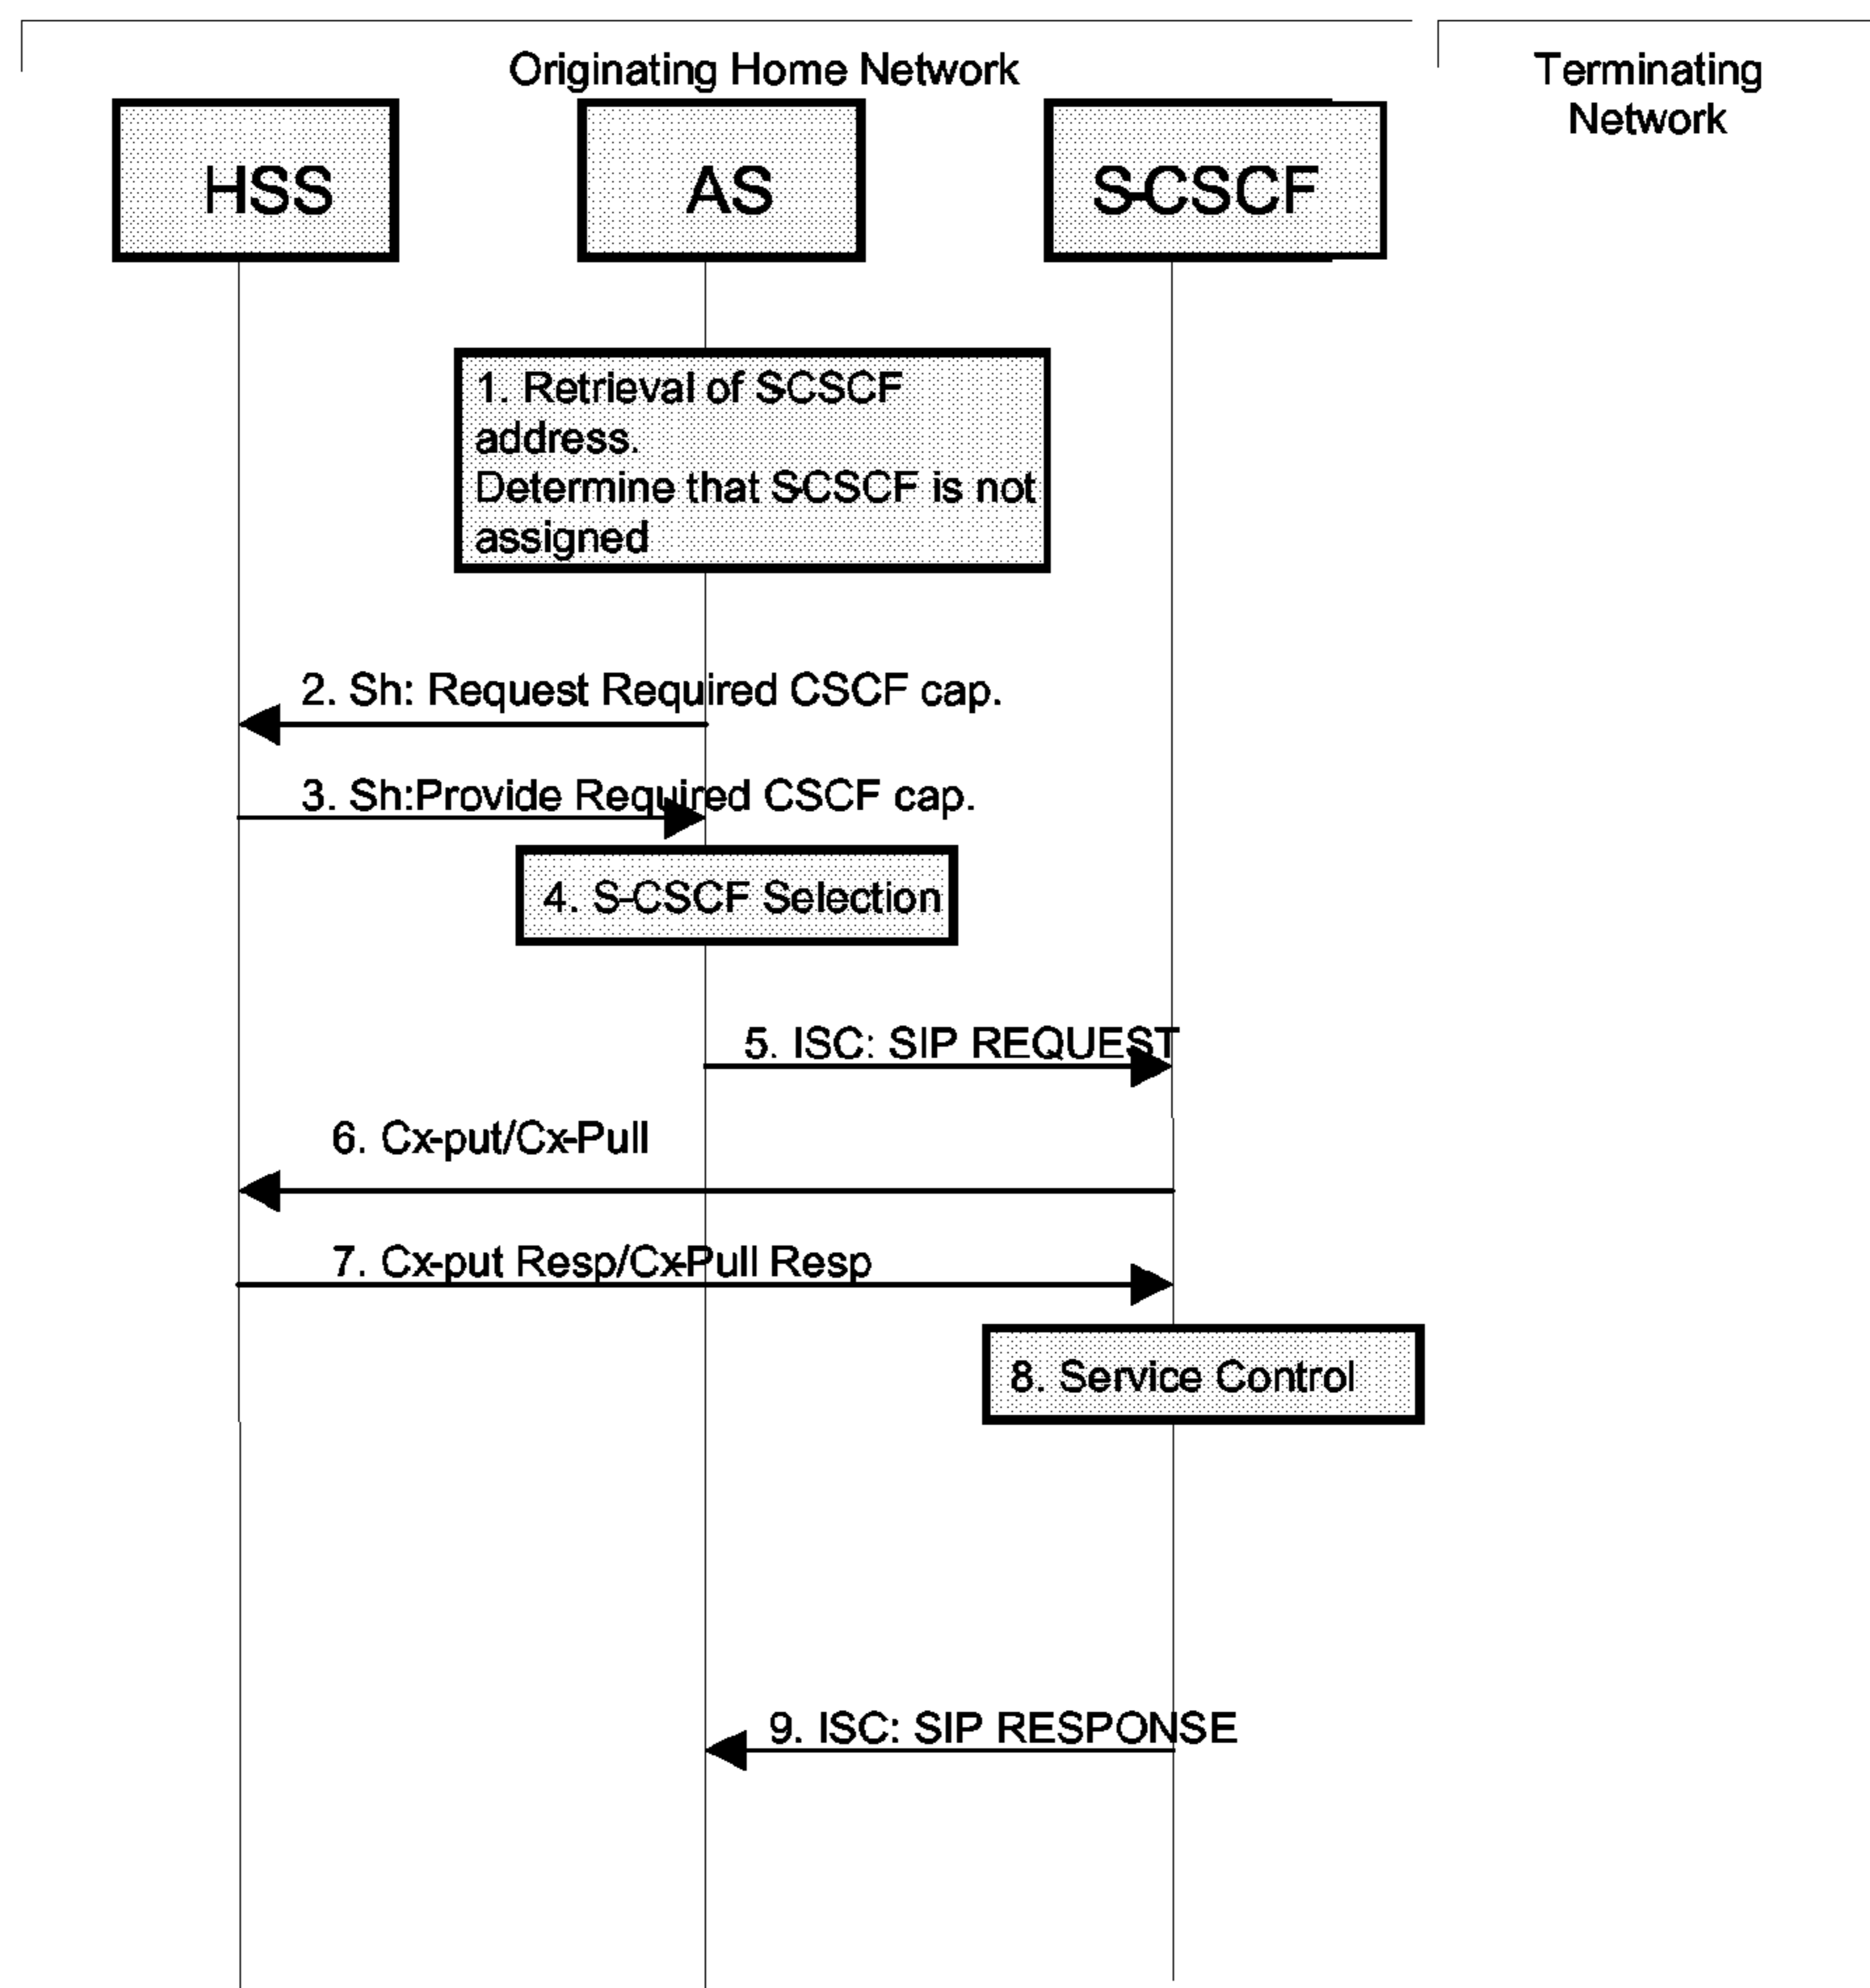 Originating Home Network
Terminating
Network
HSS
AS
S-CSCF
1. Retrieval of S-CSCF
address.
Determine that S-CSCF is not
assigned
2. Sh: Request Required CSCF cap.
3. Sh:Provide Required CSCF cap.
4. S-CSCF Selection
5. ISC: SIP REQUEST
6. Cx-put/Cx-Pull
7. Cx-put Resp/Cx-Pull Resp
8. Service Control
9. ISC: SIP RESPONSE